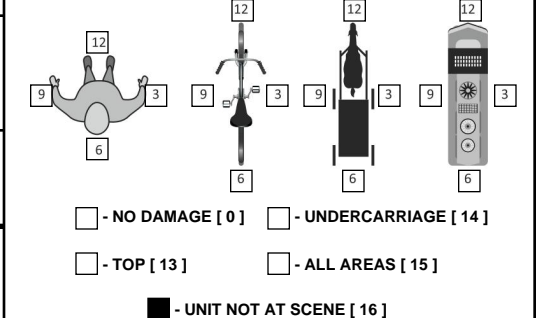 12 12 12 12
9 3 9 3 9 3 9 3
6 6 6 6
- NO DAMAGE [ 0 ] - UNDERCARRIAGE [ 14 ]
- TOP [ 13 ] - ALL AREAS [ 15 ]
- UNIT NOT AT SCENE [ 16 ]